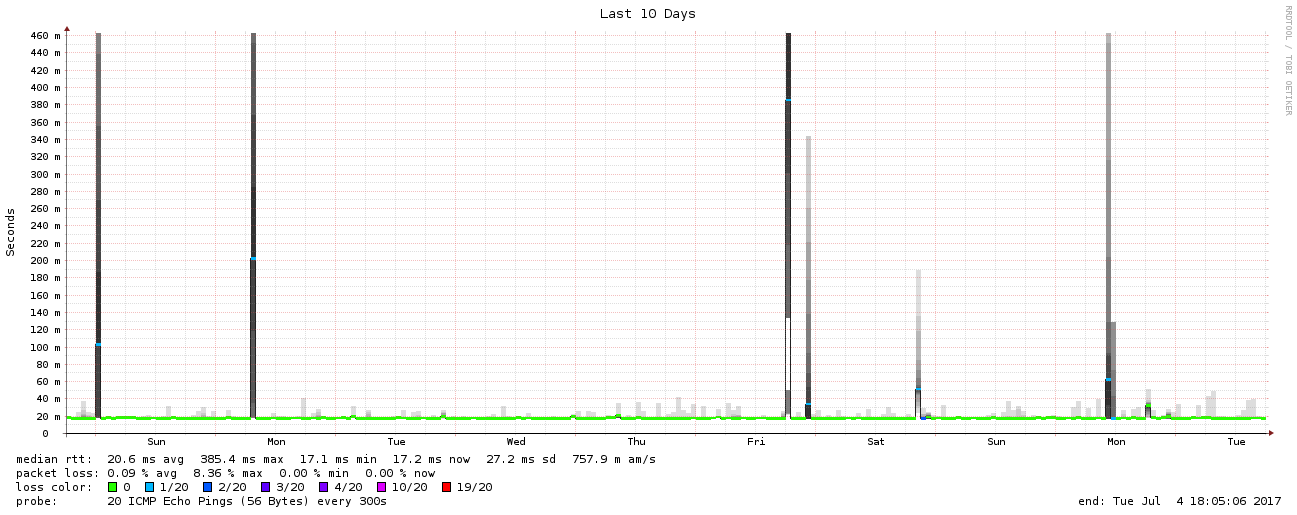 Last 10 Days
RRDTOOL / TOBI OETIKER
Seconds
460 m
440 m
420 m
400 m
380 m
360 m
340 m
320 m
300 m
280 m
260 m
240 m
220 m
200 m
180 m
160 m
140 m
120 m
100 m
80 m
60 m
40 m
20 m
0
Sun Mon Tue Wed Thu Fri Sat Sun Mon Tue
median rtt: 20.6 ms avg 385.4 ms max 17.1 ms min 17.2 ms now 27.2 ms sd 757.9 m am/s
packet loss: 0.09 % avg 8.36 % max 0.00 % min 0.00 % now
loss color: 0 1/20 2/20 3/20 4/20 10/20 19/20
probe: 20 ICMP Echo Pings (56 Bytes) every 300s end: Tue Jul 4 18:05:06 2017